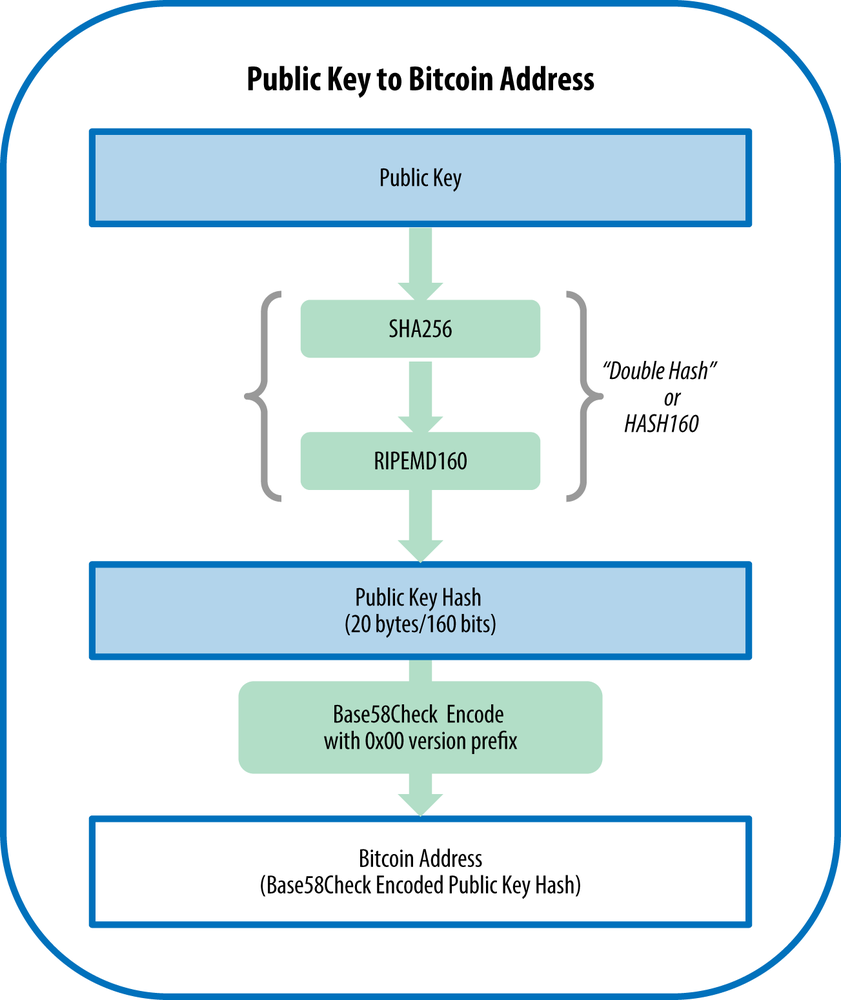 Public Key to Bitcoin Address
Public Key
SHA256
“Double Hash”
or
HASH160
RIPEMD160
Public Key Hash
(20 bytes/160 bits)
Base58Check Encode
with 0x00 version prefix
Bitcoin Address
(Base58Check Encoded Public Key Hash)